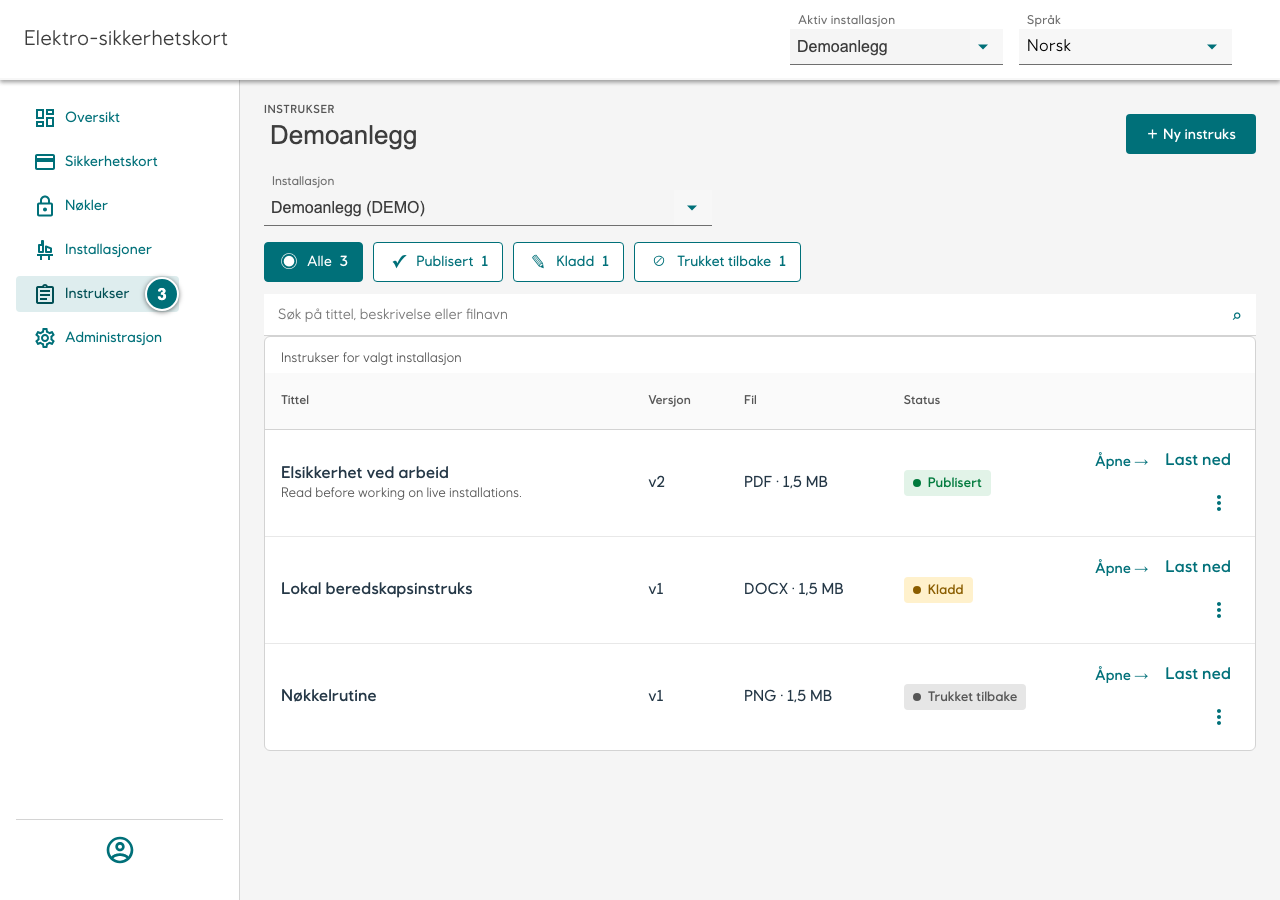 Elektro-sikkerhetskort
Aktiv installasjon
Demoanlegg
Språk
Norsk
Oversikt
Sikkerhetskort
Nøkler
Installasjoner
Instrukser 3
Administrasjon
INSTRUKSER
Demoanlegg
+ Ny instruks
Installasjon
Demoanlegg (DEMO)
Alle 3
Publisert 1
Kladd 1
Trukket tilbake 1
Søk på tittel, beskrivelse eller filnavn
Instrukser for valgt installasjon
Tittel Versjon Fil Status
Elsikkerhet ved arbeid
Read before working on live installations.
v2
PDF · 1,5 MB
Publisert
Åpne → Last ned
Lokal beredskapsinstruks
v1
DOCX · 1,5 MB
Kladd
Åpne → Last ned
Nøkkelrutine
v1
PNG · 1,5 MB
Trukket tilbake
Åpne → Last ned